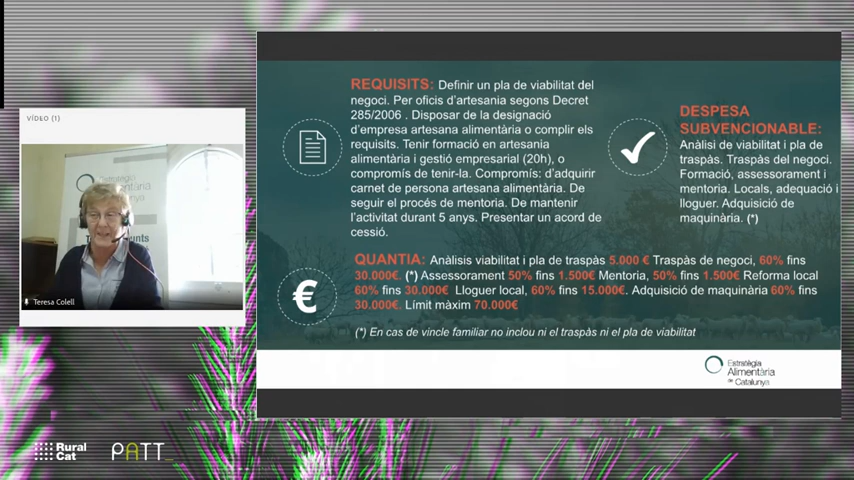 VÍDEO (1)
Estratègia
Alimentària
Catalunya
Teresa Colell
REQUISITS: Definir un pla de viabilitat del
negoci. Per oficis d'artesania segons Decret
285/2006 . Disposar de la designació
d'empresa artesana alimentària o complir els
requisits. Tenir formació en artesania
alimentària i gestió empresarial (20h), o
compromís de tenir-la. Compromís: d'adquirir
carnet de persona artesana alimentària. De
seguir el procés de mentoria. De mantenir
l'activitat durant 5 anys. Presentar un acord de
cessió.
DESPESA
SUBVENCIONABLE:
Anàlisi de viabilitat i pla de
traspàs. Traspàs del negoci.
Formació, assessorament i
mentoria. Locals, adequació i
lloguer. Adquisició de
maquinària. (*)
QUANTIA: Anàlisis viabilitat i pla de traspàs 5.000 € Traspàs de negoci, 60% fins
30.000€. (*) Assessorament 50% fins 1.500€ Mentoria, 50% fins 1.500€ Reforma local
60% fins 30.000€ Lloguer local, 60% fins 15.000€. Adquisició de maquinària 60% fins
30.000€. Límit màxim 70.000€
(*) En cas de vincle familiar no inclou ni el traspàs ni el pla de viabilitat
Estratègia
Alimentària
de Catalunya
Rural
Cat
PATT_